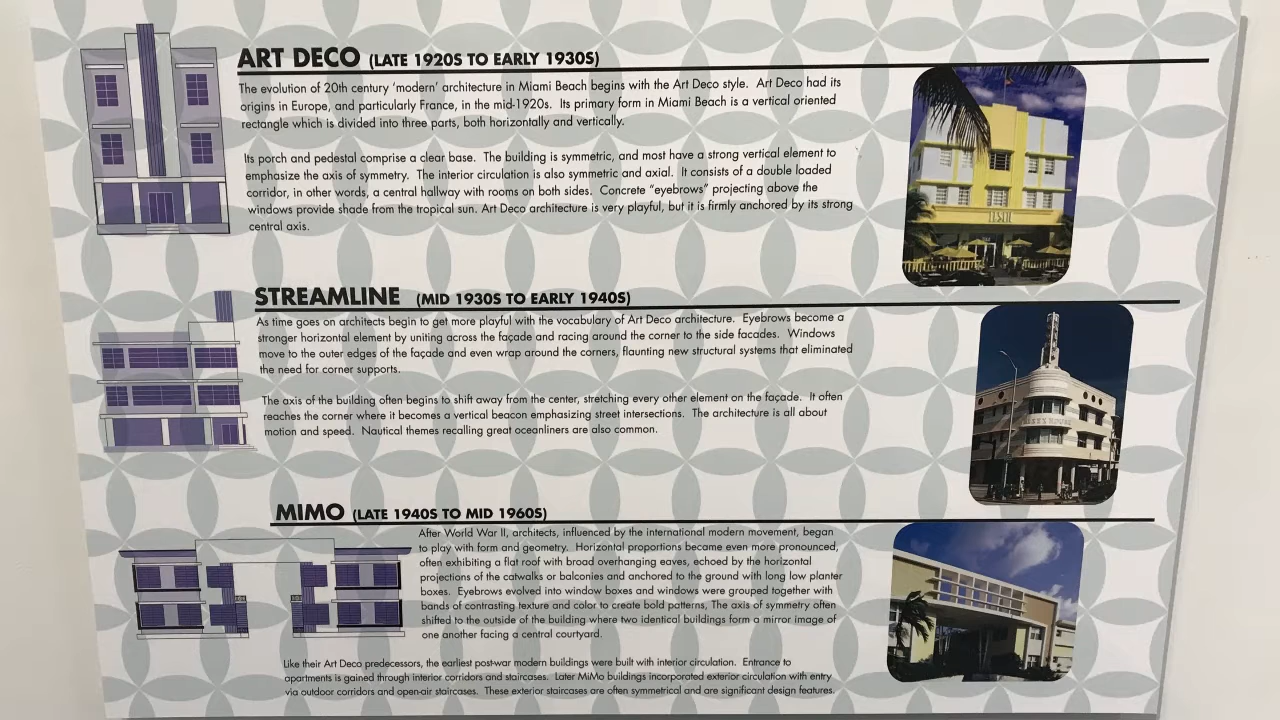 ART DECO (LATE 1920S TO EARLY 1930S)
The evolution of 20th century 'modern' architecture in Miami Beach begins with the Art Deco style. Art Deco had its
origins in Europe, and particularly France, in the mid-1920s. Its primary form in Miami Beach is a vertical oriented
rectangle which is divided into three parts, both horizontally and vertically.
Its porch and pedestal comprise a clear base. The building is symmetric, and most have a strong vertical element to
emphasize the axis of symmetry. The interior circulation is also symmetric and axial. It consists of a double loaded
corridor, in other words, a central hallway with rooms on both sides. Concrete "eyebrows" projecting above the
windows provide shade from the tropical sun. Art Deco architecture is very playful, but it is firmly anchored by its strong
central axis.
LESLIE
STREAMLINE (MID 1930S TO EARLY 1940S)
As time goes on architects begin to get more playful with the vocabulary of Art Deco architecture. Eyebrows become a
stronger horizontal element by uniting across the façade and racing around the corner to the side facades. Windows
move to the outer edges of the façade and even wrap around the corners, flaunting new structural systems that eliminated
the need for corner supports.
The axis of the building often begins to shift away from the center, stretching every other element on the façade. It often
reaches the corner where it becomes a vertical beacon emphasizing street intersections. The architecture is all about
motion and speed. Nautical themes recalling great oceanliners are also common.
MIMO (LATE 1940S TO MID 1960S)
After World War II, architects, influenced by the international modern movement, began
to play with form and geometry. Horizontal proportions became even more pronounced,
often exhibiting a flat roof with broad overhanging eaves, echoed by the horizontal
projections of the catwalks or balconies and anchored to the ground with long low planter
boxes. Eyebrows evolved into window boxes and windows were grouped together with
bands of contrasting texture and color to create bold patterns, The axis of symmetry often
shifted to the outside of the building where two identical buildings form a mirror image of
one another facing a central courtyard.
Like their Art Deco predecessors, the earliest post-war modern buildings were built with interior circulation. Entrance to
apartments is gained through interior corridors and staircases. Later MiMo buildings incorporated exterior circulation with entry
via outdoor corridors and open-air staircases. These exterior staircases are often symmetrical and are significant design features.